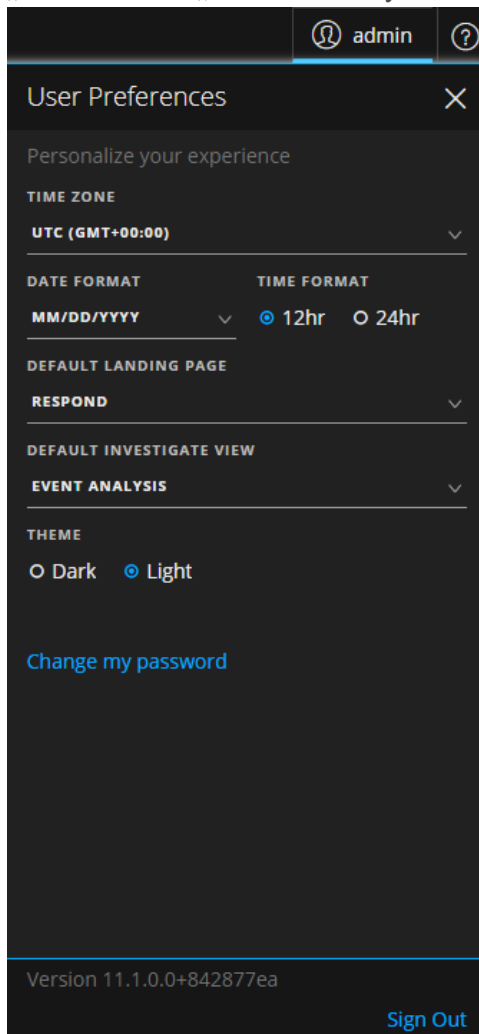 admin ?
User Preferences
Personalize your experience
TIME ZONE
UTC (GMT+00:00)
DATE FORMAT TIME FORMAT
MM/DD/YYYY 12hr 24hr
DEFAULT LANDING PAGE
RESPOND
DEFAULT INVESTIGATE VIEW
EVENT ANALYSIS
THEME
Dark Light
Change my password
Version 11.1.0.0+842877ea
Sign Out